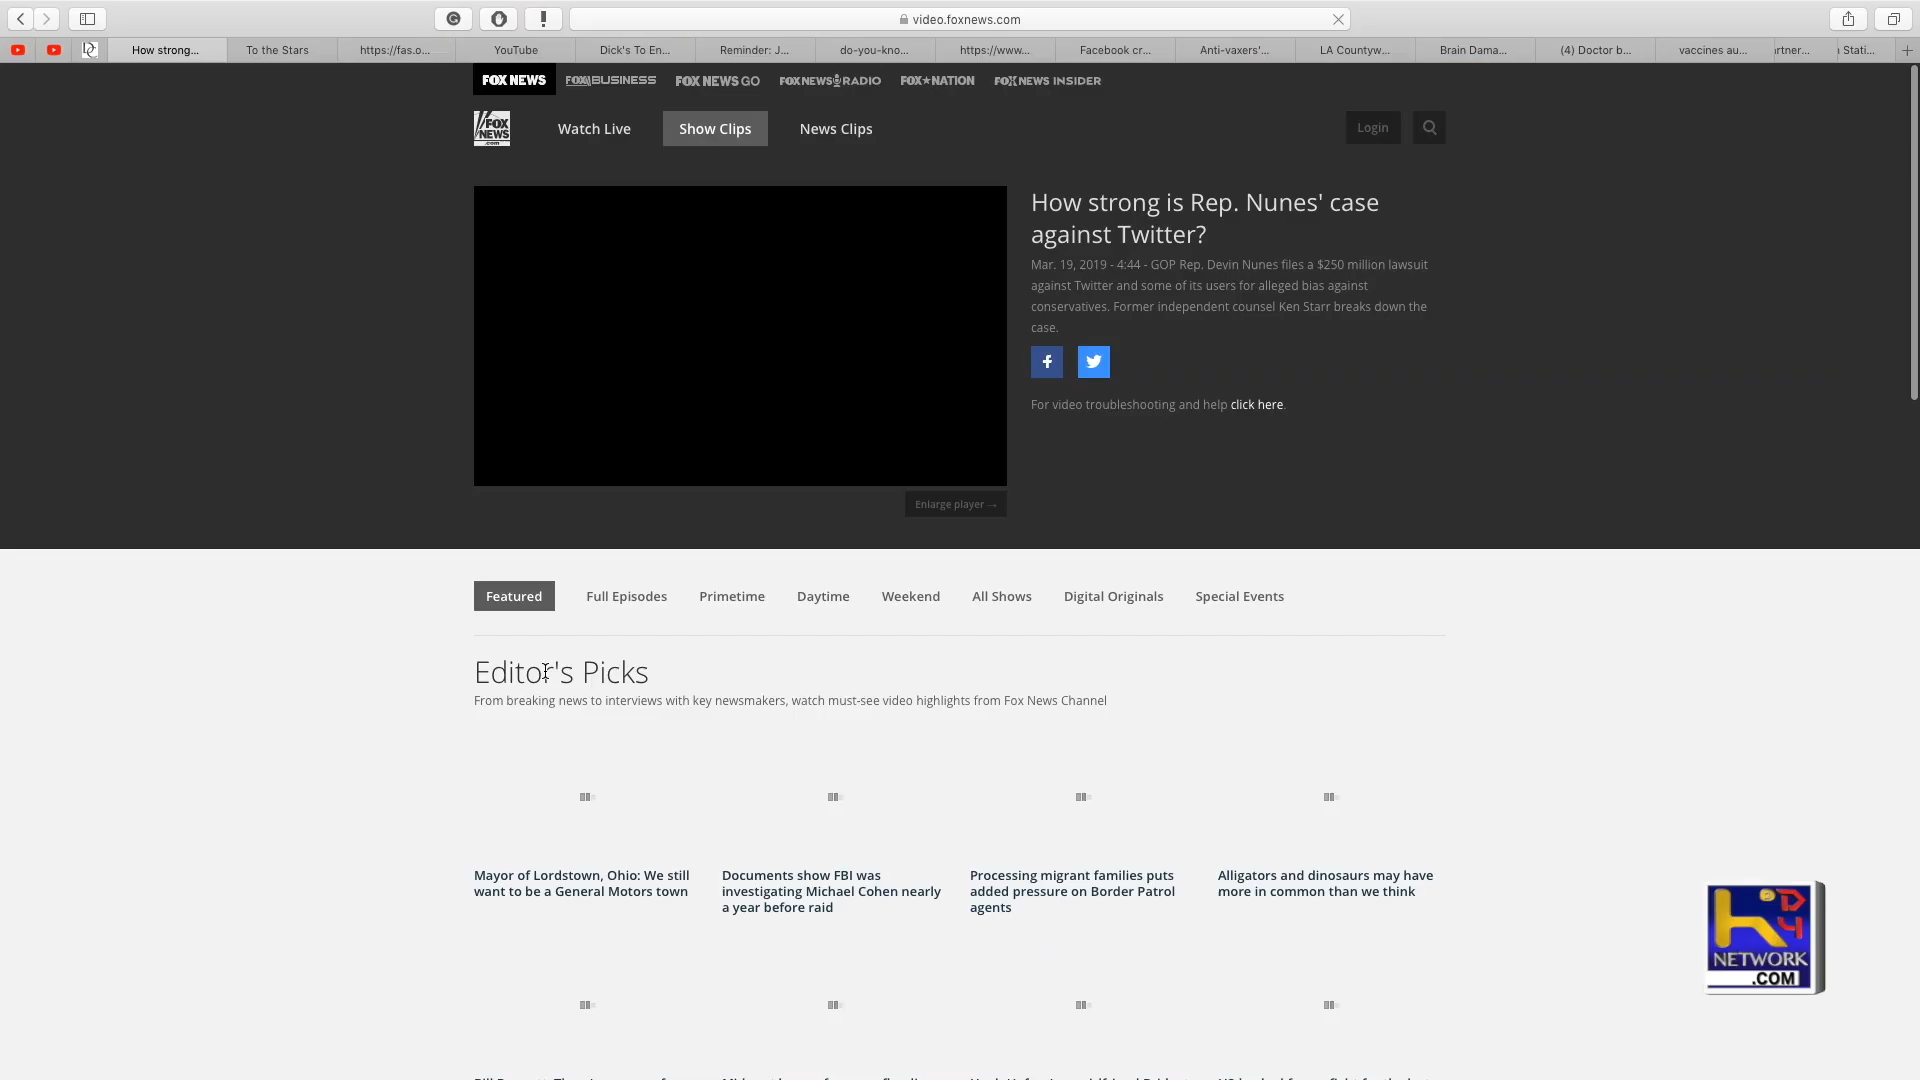 video.foxnews.com
How strong...
To the Stars
https://fas.o...
YouTube
Dick's To En...
Reminder: J...
do-you-kno...
https://www...
Facebook cr...
Anti-vaxers'...
LA Countyw...
Brain Dama...
(4) Doctor b...
vaccines au...
rtner...
Stati...
FOX NEWS
FOX BUSINESS
FOX NEWS GO
FOX NEWS RADIO
FOX NATION
FOX NEWS INSIDER
FOX
NEWS
.com
Watch Live
Show Clips
News Clips
Login
How strong is Rep. Nunes' case
against Twitter?
Mar. 19, 2019 - 4:44 - GOP Rep. Devin Nunes files a $250 million lawsuit
against Twitter and some of its users for alleged bias against
conservatives. Former independent counsel Ken Starr breaks down the
case.
For video troubleshooting and help click here.
Enlarge player →
Featured
Full Episodes
Primetime
Daytime
Weekend
All Shows
Digital Originals
Special Events
Editor's Picks
From breaking news to interviews with key newsmakers, watch must-see video highlights from Fox News Channel
Mayor of Lordstown, Ohio: We still
want to be a General Motors town
Documents show FBI was
investigating Michael Cohen nearly
a year before raid
Processing migrant families puts
added pressure on Border Patrol
agents
Alligators and dinosaurs may have
more in common than we think
NETWORK
.COM